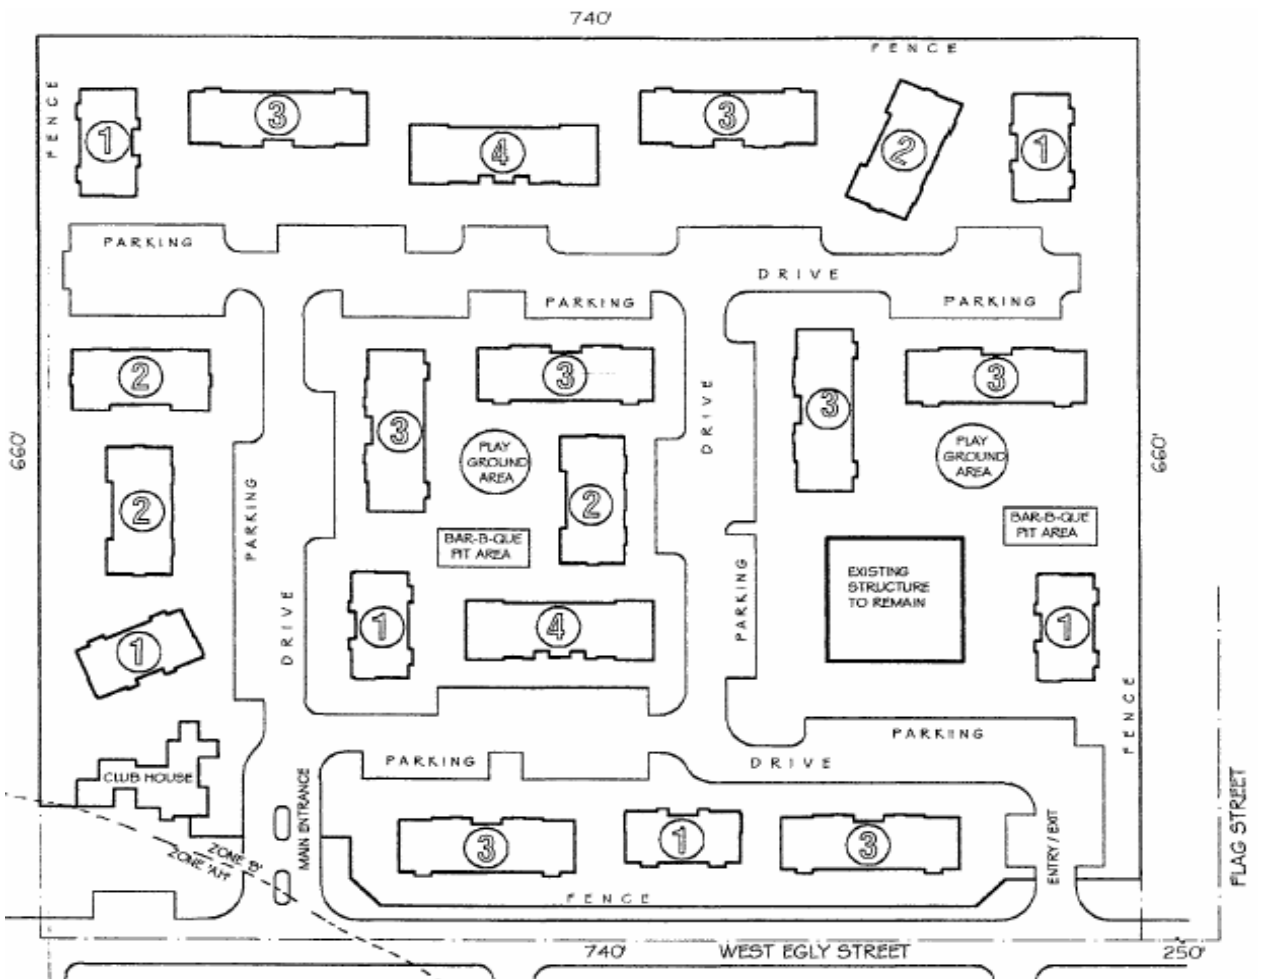 740'
FENCE
FENCE
1
3
4
3
2
1
PARKING
DRIVE
PARKING
PARKING
2
3
3
3
3
DRIVE
660'
660'
PLAY
GROUND
AREA
PLAY
GROUND
AREA
2
2
PARKING
BAR-B-QUE
PIT AREA
BAR-B-QUE
PIT AREA
EXISTING
STRUCTURE
TO REMAIN
PARKING
DRIVE
1
1
4
1
FENCE
PARKING
PARKING
DRIVE
CLUB HOUSE
MAIN ENTRANCE
FLAG STREET
3
1
3
ENTRY / EXIT
ZONE 'B'
ZONE 'AH'
FENCE
740'
WEST EGLY STREET
250'